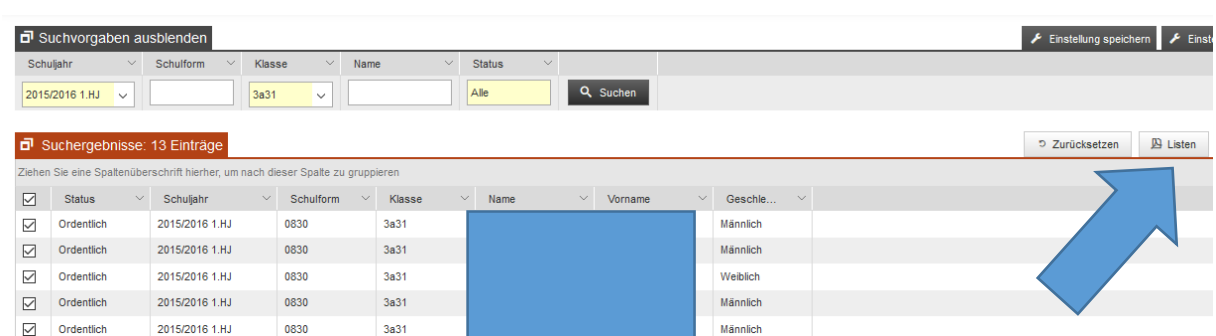 Suchvorgaben ausblenden Einstellung speichern Einst
Schuljahr Schulform Klasse Name Status
2015/2016 1.HJ 3a31 Alle Suchen
Suchergebnisse: 13 Einträge Zurücksetzen Listen
Ziehen Sie eine Spaltenüberschrift hierher, um nach dieser Spalte zu gruppieren
Status Schuljahr Schulform Klasse Name Vorname Geschle...
Ordentlich 2015/2016 1.HJ 0830 3a31 Männlich
Ordentlich 2015/2016 1.HJ 0830 3a31 Männlich
Ordentlich 2015/2016 1.HJ 0830 3a31 Weiblich
Ordentlich 2015/2016 1.HJ 0830 3a31 Männlich
Ordentlich 2015/2016 1.HJ 0830 3a31 Männlich